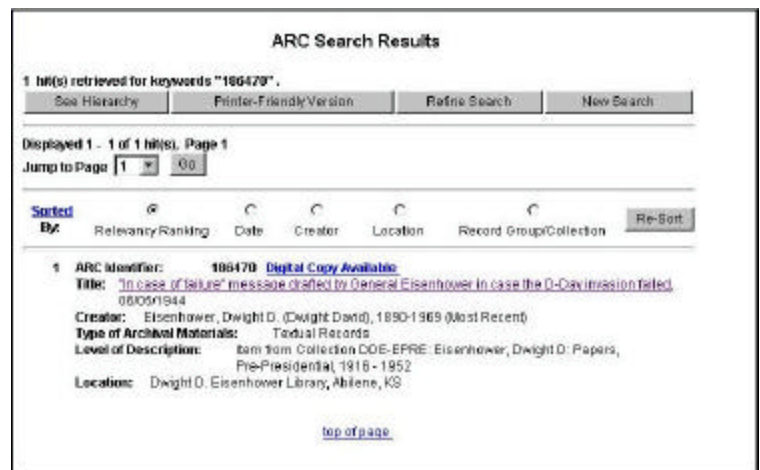 ARC Search Results
1 hit(s) retrieved for keywords "186470".
See Hierarchy Printer-Friendly Version Refine Search New Search
Displayed 1 - 1 of 1 hit(s), Page 1
Jump to Page 1 Go
Sorted By: Relevancy Ranking Date Creator Location Record Group/Collection Re-Sort
1 ARC Identifier: 186470 Digital Copy Available
Title: "In case of failure" message drafted by General Eisenhower in case the D-Day invasion failed,
06/05/1944
Creator: Eisenhower, Dwight D. (Dwight David), 1890-1969 (Most Recent)
Type of Archival Materials: Textual Records
Level of Description: Item from Collection DDE-EPRE: Eisenhower, Dwight D: Papers,
Pre-Presidential, 1916 - 1952
Location: Dwight D. Eisenhower Library, Abilene, KS
top of page